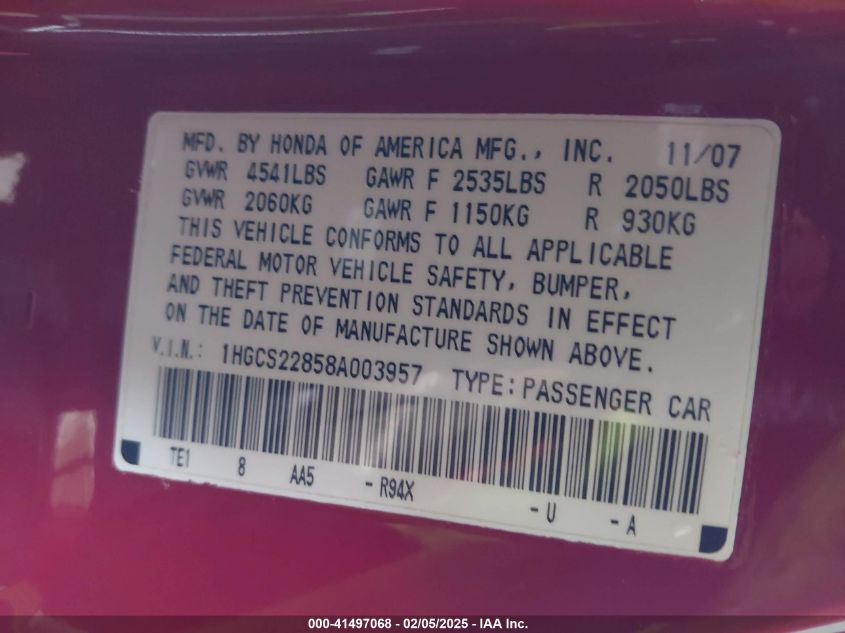 MFD. BY HONDA OF AMERICA MFG., INC. 11/07
GVWR 4541LBS GAWR F 2535LBS R 2050LBS
GVWR 2060KG GAWR F 1150KG R 930KG
THIS VEHICLE CONFORMS TO ALL APPLICABLE
FEDERAL MOTOR VEHICLE SAFETY, BUMPER,
AND THEFT PREVENTION STANDARDS IN EFFECT
ON THE DATE OF MANUFACTURE SHOWN ABOVE.
V.I.N.: 1HGCS22858A003957 TYPE:PASSENGER CAR
TE1 8 AA5 -R94X -U -A
000-41497068 - 02/05/2025 - IAA Inc.